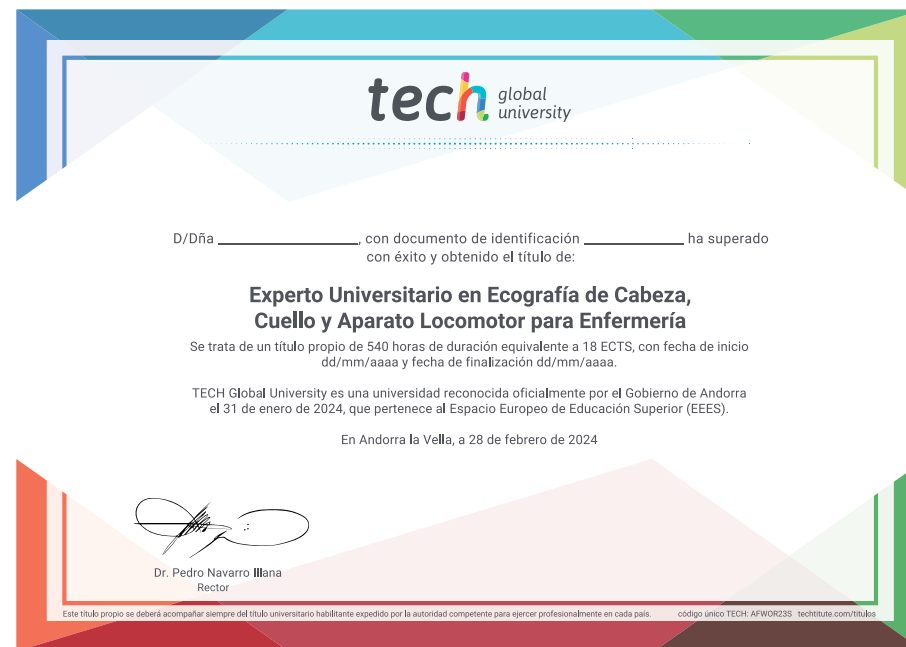 tech global university
D/Dña ____________________, con documento de identificación ______________ ha superado
con éxito y obtenido el título de:
Experto Universitario en Ecografía de Cabeza,
Cuello y Aparato Locomotor para Enfermería
Se trata de un título propio de 540 horas de duración equivalente a 18 ECTS, con fecha de inicio
dd/mm/aaaa y fecha de finalización dd/mm/aaaa.
TECH Global University es una universidad reconocida oficialmente por el Gobierno de Andorra
el 31 de enero de 2024, que pertenece al Espacio Europeo de Educación Superior (EEES).
En Andorra la Vella, a 28 de febrero de 2024
Dr. Pedro Navarro Illana
Rector
Este título propio se deberá acompañar siempre del título universitario habilitante expedido por la autoridad competente para ejercer profesionalmente en cada país. código único TECH: AFWOR23S techtitute.com/titulos